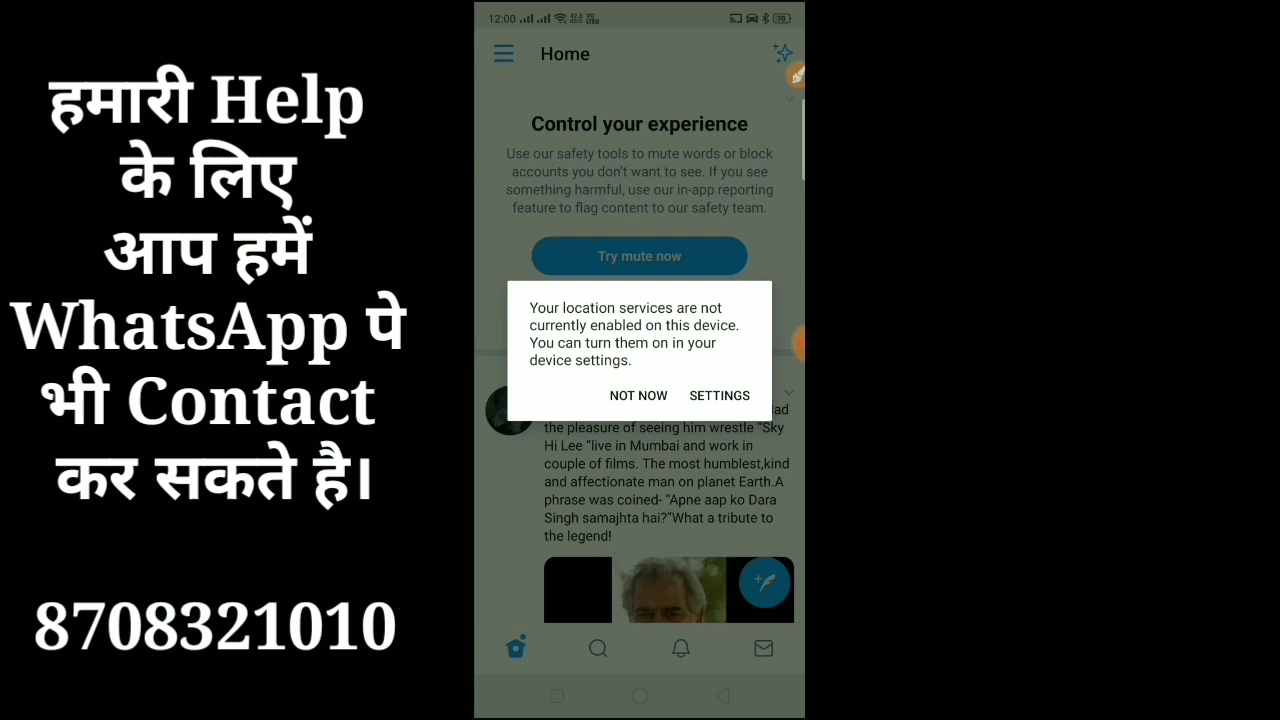 हमारी Help
के लिए
आप हमें
WhatsApp पे
भी Contact
कर सकते है।
8708321010
12:00
70
Home
Control your experience
Use our safety tools to mute words or block
accounts you don't want to see. If you see
something harmful, use our in-app reporting
feature to flag content to our safety team.
Try mute now
Your location services are not
currently enabled on this device.
You can turn them on in your
device settings.
NOT NOW SETTINGS
the pleasure of seeing him wrestle “Sky
Hi Lee “live in Mumbai and work in
couple of films. The most humblest,kind
and affectionate man on planet Earth.A
phrase was coined- “Apne aap ko Dara
Singh samajhta hai?”What a tribute to
the legend!